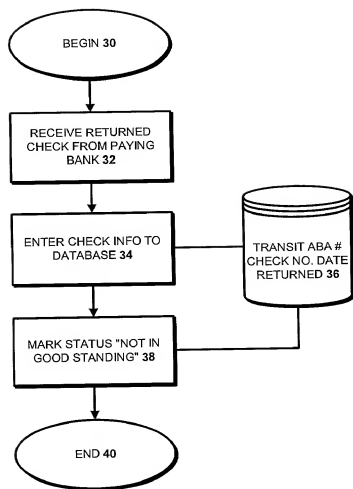 BEGIN 30
RECEIVE RETURNED
CHECK FROM PAYING
BANK 32
ENTER CHECK INFO TO
DATABASE 34
TRANSIT ABA #
CHECK NO. DATE
RETURNED 36
MARK STATUS "NOT IN
GOOD STANDING" 38
END 40